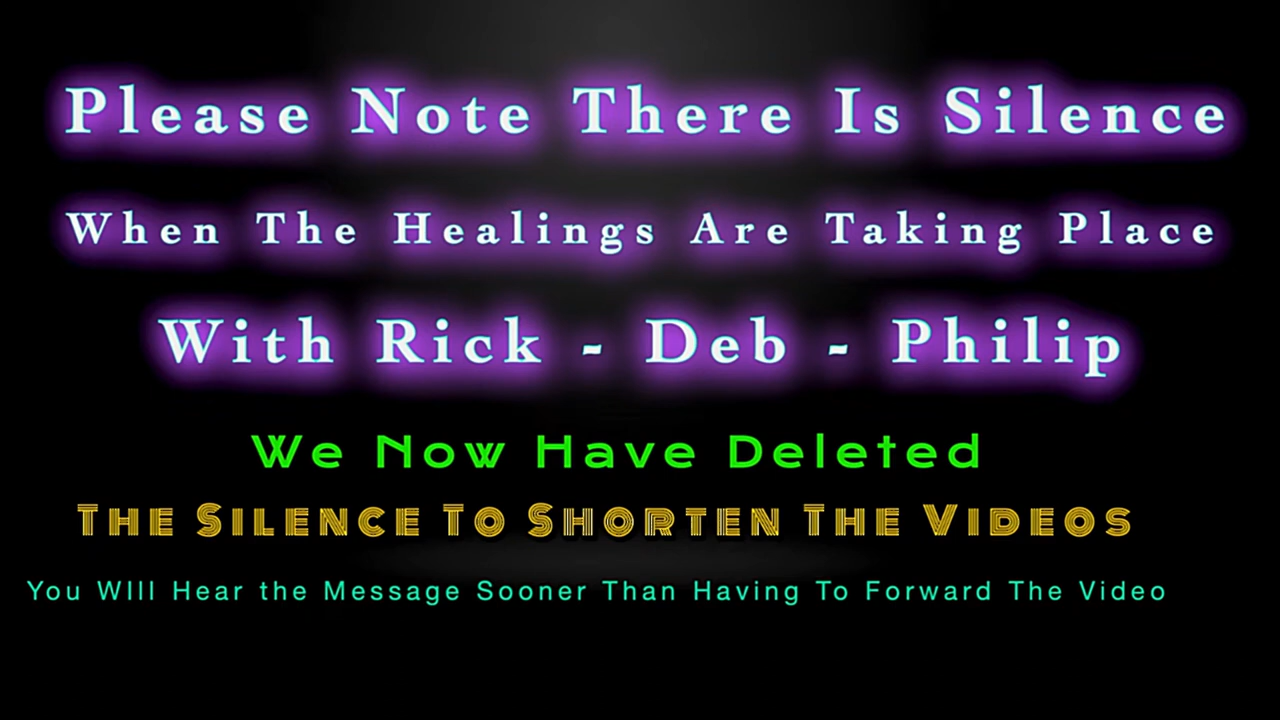 Please Note There Is Silence
When The Healings Are Taking Place
With Rick - Deb - Philip
We Now Have Deleted
The Silence To Shorten The Videos
You WIll Hear the Message Sooner Than Having To Forward The Video